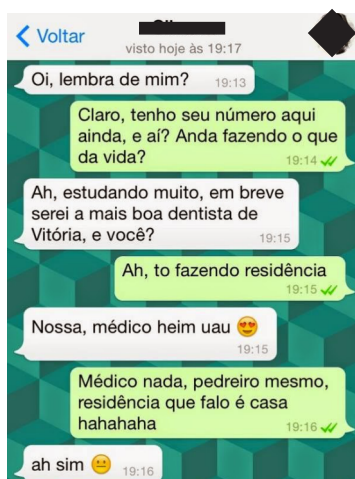 Voltar
visto hoje às 19:17
Oi, lembra de mim? 19:13
Claro, tenho seu número aqui
ainda, e aí? Anda fazendo o que
da vida? 19:14
Ah, estudando muito, em breve
serei a mais boa dentista de
Vitória, e você? 19:15
Ah, to fazendo residência
19:15
Nossa, médico heim uau 😍
19:15
Médico nada, pedreiro mesmo,
residência que falo é casa
hahahaha 19:16
ah sim 😐 19:16